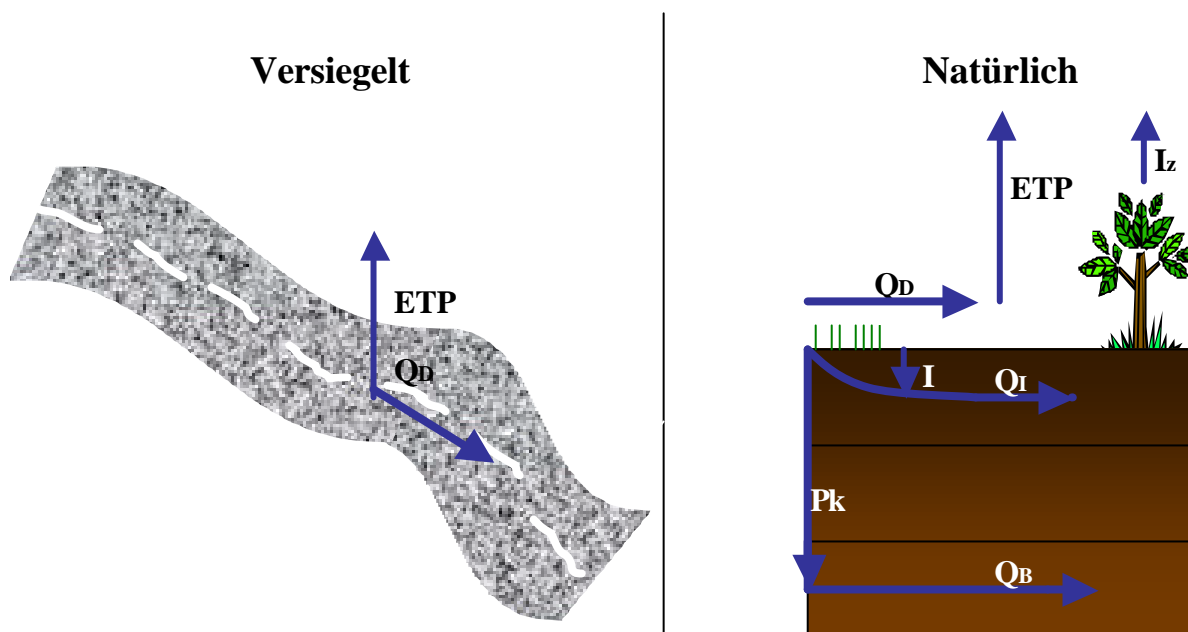 Versiegelt
ETP
QD
Natürlich
Iz
ETP
QD
I
QI
Pk
QB